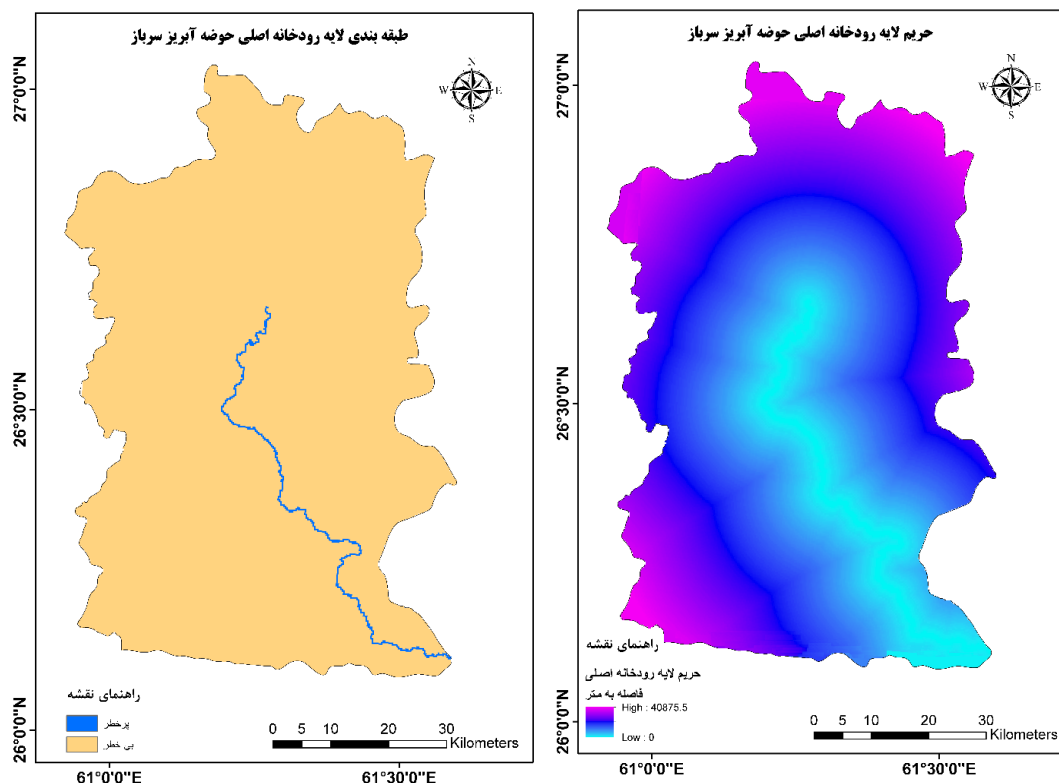 طبقه بندی لایه رودخانه اصلی حوضه آبریز سرباز
N
W E
S
27°0'0"N
26°30'0"N
26°0'0"N
راهنمای نقشه
پرخطر
بی خطر
0 5 10 20 30
Kilometers
61°0'0"E 61°30'0"E
حریم لایه رودخانه اصلی حوضه آبریز سرباز
N
W E
S
27°0'0"N
26°30'0"N
26°0'0"N
راهنمای نقشه
حریم لایه رودخانه اصلی
فاصله به متر
High : 40875.5
Low : 0
0 5 10 20 30
Kilometers
61°0'0"E 61°30'0"E